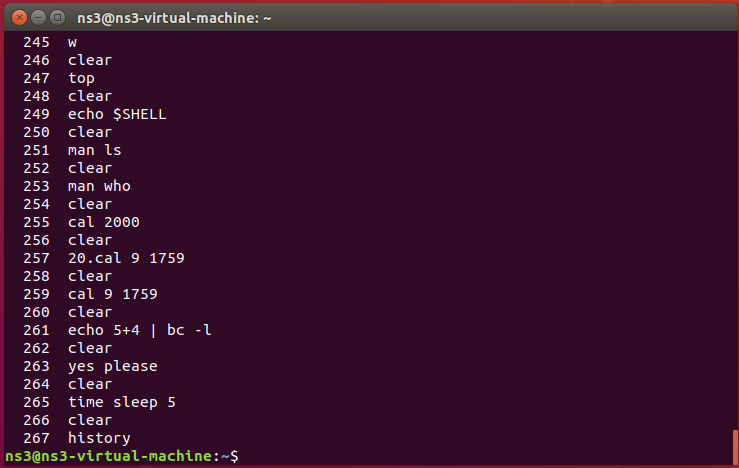 ns3@ns3-virtual-machine: ~
245 w
246 clear
247 top
248 clear
249 echo $SHELL
250 clear
251 man ls
252 clear
253 man who
254 clear
255 cal 2000
256 clear
257 20.cal 9 1759
258 clear
259 cal 9 1759
260 clear
261 echo 5+4 | bc -l
262 clear
263 yes please
264 clear
265 time sleep 5
266 clear
267 history
ns3@ns3-virtual-machine:~$